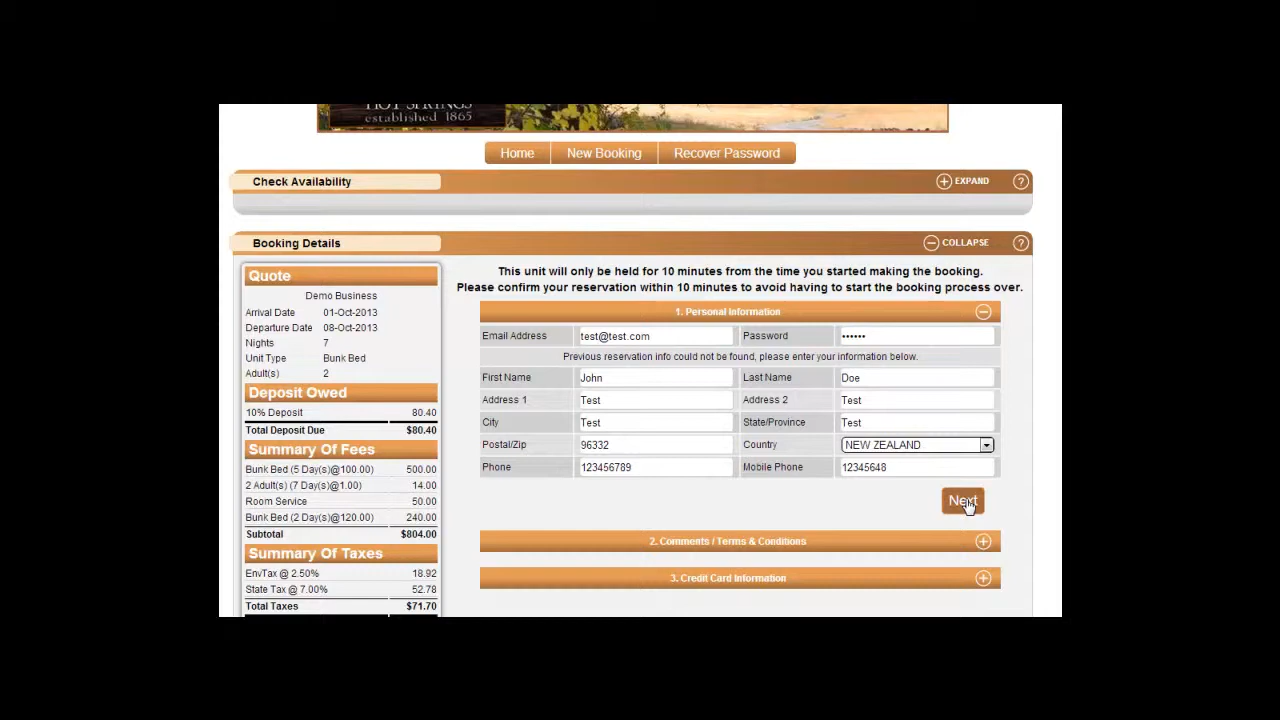 HOT SPRINGS
established 1865
Home New Booking Recover Password
Check Availability + EXPAND ?
Booking Details − COLLAPSE ?
Quote
Demo Business
Arrival Date 01-Oct-2013
Departure Date 08-Oct-2013
Nights 7
Unit Type Bunk Bed
Adult(s) 2
Deposit Owed
10% Deposit 80.40
Total Deposit Due $80.40
Summary Of Fees
Bunk Bed (5 Day(s)@100.00) 500.00
2 Adult(s) (7 Day(s)@1.00) 14.00
Room Service 50.00
Bunk Bed (2 Day(s)@120.00) 240.00
Subtotal $804.00
Summary Of Taxes
EnvTax @ 2.50% 18.92
State Tax @ 7.00% 52.78
Total Taxes $71.70
This unit will only be held for 10 minutes from the time you started making the booking.
Please confirm your reservation within 10 minutes to avoid having to start the booking process over.
1. Personal Information −
Email Address test@test.com Password ••••••
Previous reservation info could not be found, please enter your information below.
First Name John Last Name Doe
Address 1 Test Address 2 Test
City Test State/Province Test
Postal/Zip 96332 Country NEW ZEALAND
Phone 123456789 Mobile Phone 12345648
Next
2. Comments / Terms & Conditions +
3. Credit Card Information +